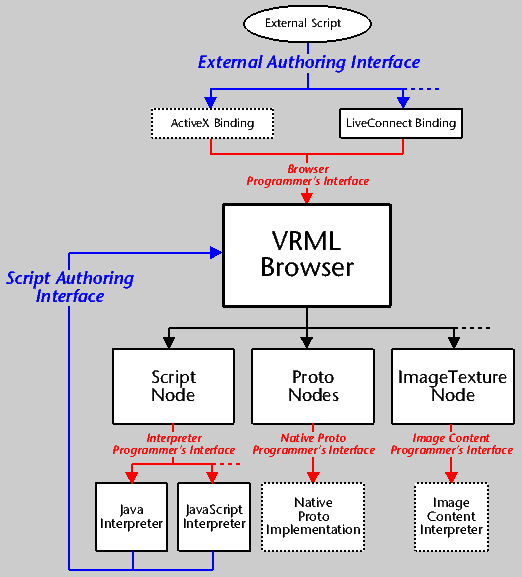 External Script
External Authoring Interface
ActiveX Binding
LiveConnect Binding
Browser
Programmer's Interface
VRML
Browser
Script Authoring
Interface
Script
Node
Proto
Nodes
ImageTexture
Node
Interpreter
Programmer's Interface
Native Proto
Programmer's Interface
Image Content
Programmer's Interface
Java
Interpreter
JavaScript
Interpreter
Native
Proto
Implementation
Image
Content
Interpreter